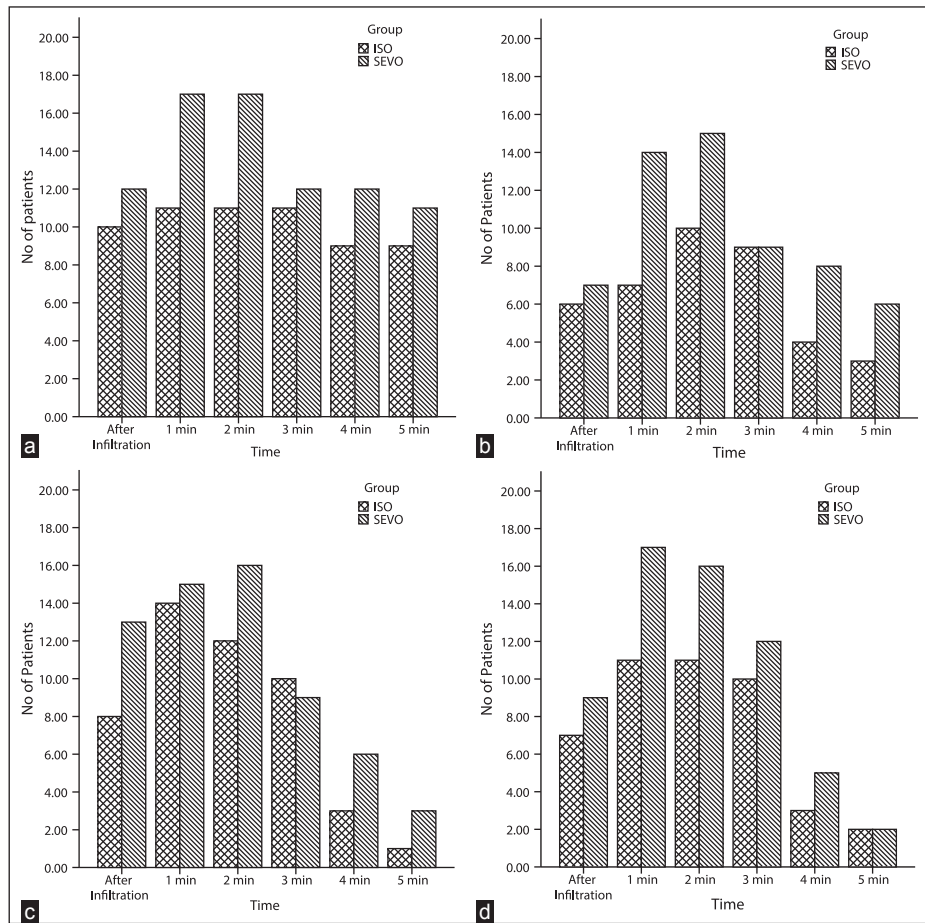 20.00
18.00
16.00
14.00
12.00
10.00
8.00
6.00
4.00
2.00
0.00
No of patients
Group
ISO
SEVO
After Infiltration
1 min
2 min
3 min
4 min
5 min
Time
a
20.00
18.00
16.00
14.00
12.00
10.00
8.00
6.00
4.00
2.00
0.00
No of Patients
Group
ISO
SEVO
After Infiltration
1 min
2 min
3 min
4 min
5 min
Time
b
20.00
18.00
16.00
14.00
12.00
10.00
8.00
6.00
4.00
2.00
0.00
No of Patients
Group
ISO
SEVO
After Infiltration
1 min
2 min
3 min
4 min
5 min
Time
c
20.00
18.00
16.00
14.00
12.00
10.00
8.00
6.00
4.00
2.00
0.00
No of Patients
Group
ISO
SEVO
After Infiltration
1 min
2 min
3 min
4 min
5 min
Time
d